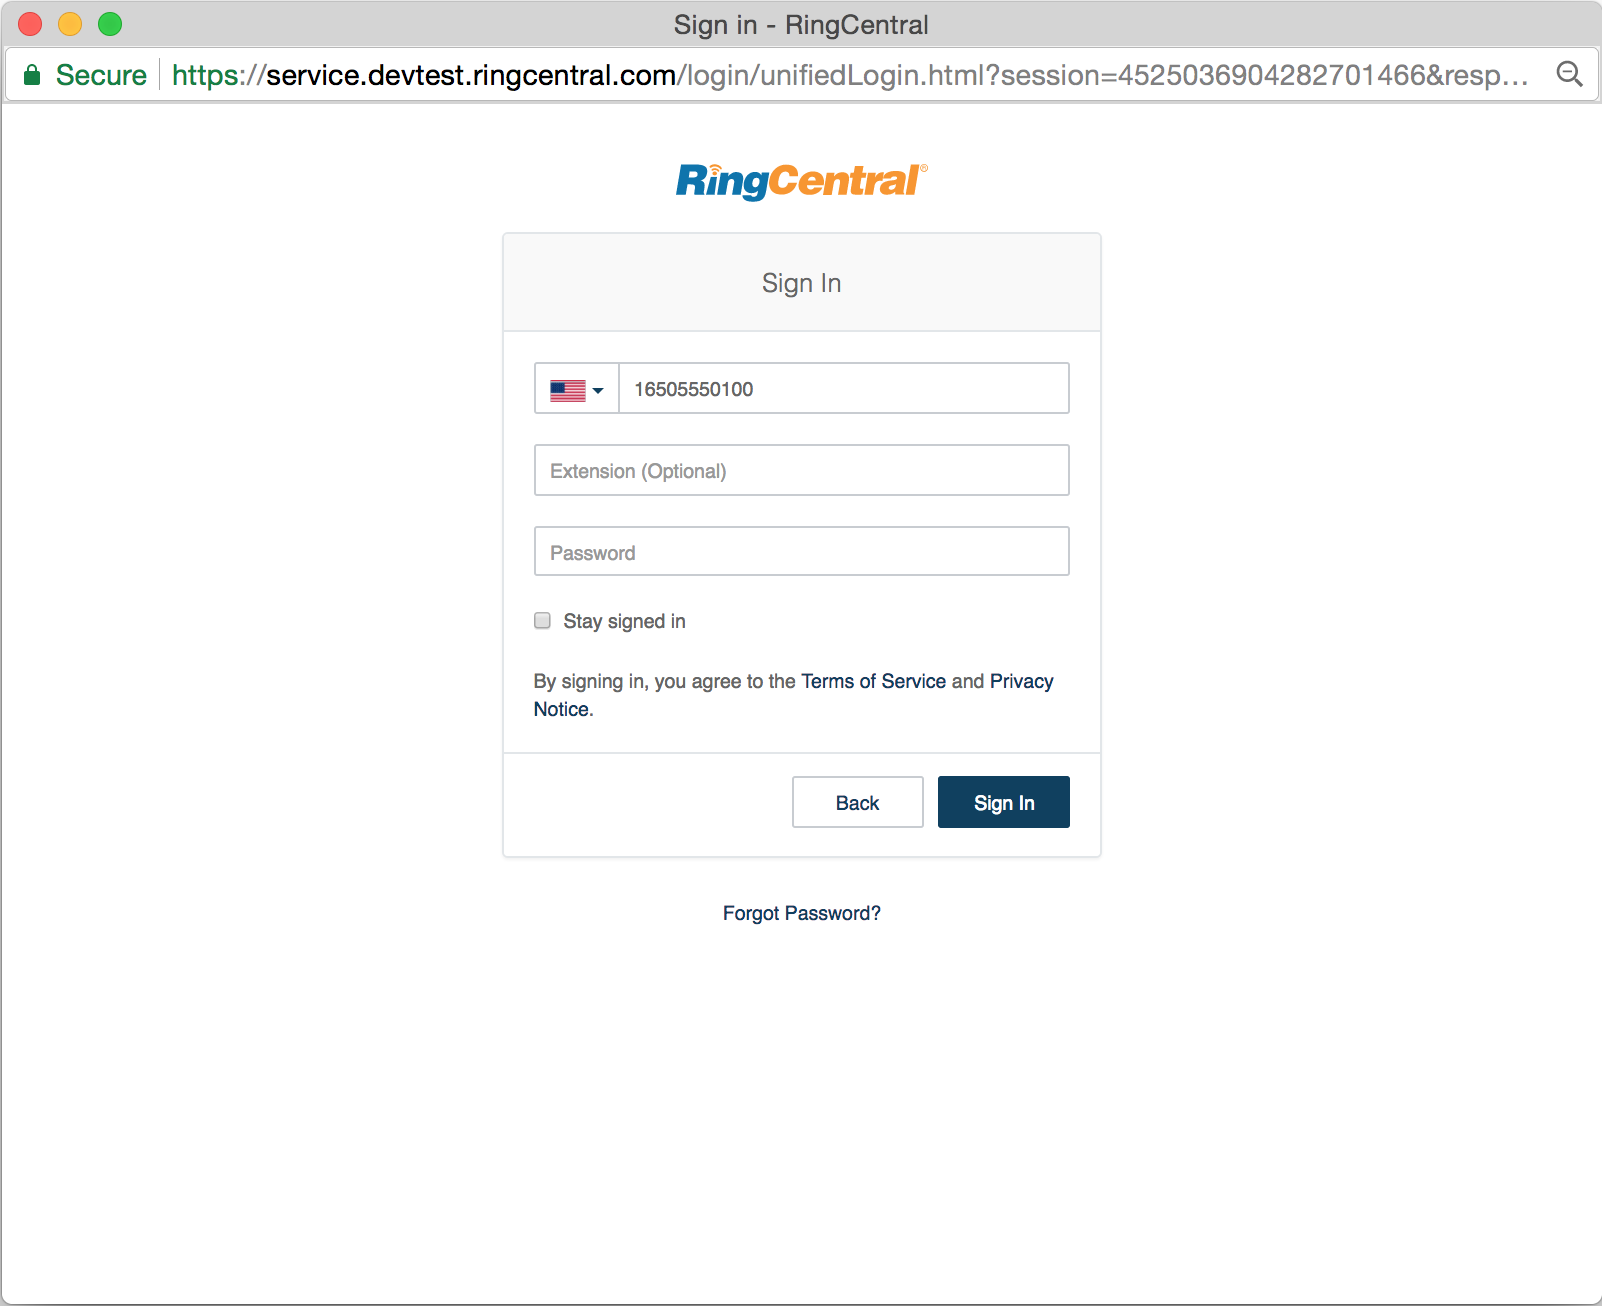 Sign in - RingCentral
Secure https://service.devtest.ringcentral.com/login/unifiedLogin.html?session=4525036904282701466&resp...
RingCentral®
Sign In
16505550100
Extension (Optional)
Password
Stay signed in
By signing in, you agree to the Terms of Service and Privacy
Notice.
Back Sign In
Forgot Password?